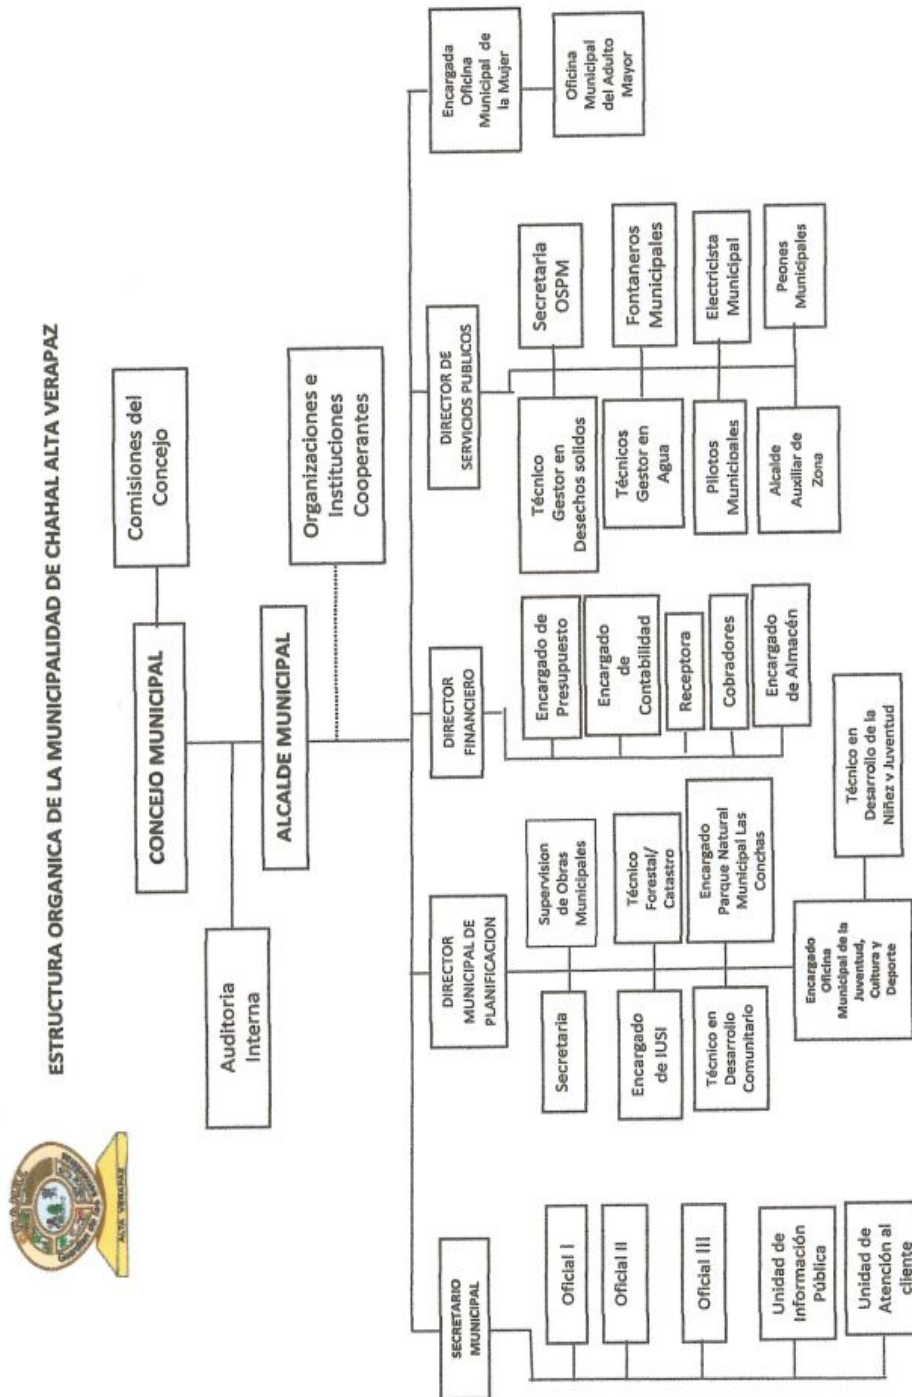 ESTRUCTURA ORGANICA DE LA MUNICIPALIDAD DE CHAHAL ALTA VERAPAZ
ALTA VERAPAZ
CONCEJO MUNICIPAL
Comisiones del
Concejo
Auditoria
Interna
ALCALDE MUNICIPAL
Organizaciones e
Instituciones
Cooperantes
SECRETARIO
MUNICIPAL
Oficial I
Oficial II
Oficial III
Unidad de
Información
Pública
Unidad de
Atención al
cliente
DIRECTOR
MUNICIPAL DE
PLANIFICACION
Secretaria
Supervision
de Obras
Municipales
Encargado
de IUSI
Técnico
Forestal/
Catastro
Técnico en
Desarrollo
Comunitario
Encargado
Parque Natural
Municipal Las
Conchas
Encargado
Oficina
Municipal de la
Juventud,
Cultura y
Deporte
Técnico en
Desarrollo de la
Niñez y Juventud
DIRECTOR
FINANCIERO
Encargado de
Presupuesto
Encargado
de
Contabilidad
Receptora
Cobradores
Encargado
de Almacén
DIRECTOR DE
SERVICIOS PUBLICOS
Técnico
Gestor en
Desechos solidos
Secretaria
OSPM
Técnicos
Gestor en
Agua
Fontaneros
Municipales
Pilotos
Municioales
Electricista
Municipal
Alcalde
Auxiliar de
Zona
Peones
Municipales
Encargada
Oficina
Municipal de
la Mujer
Oficina
Municipal
del Adulto
Mayor